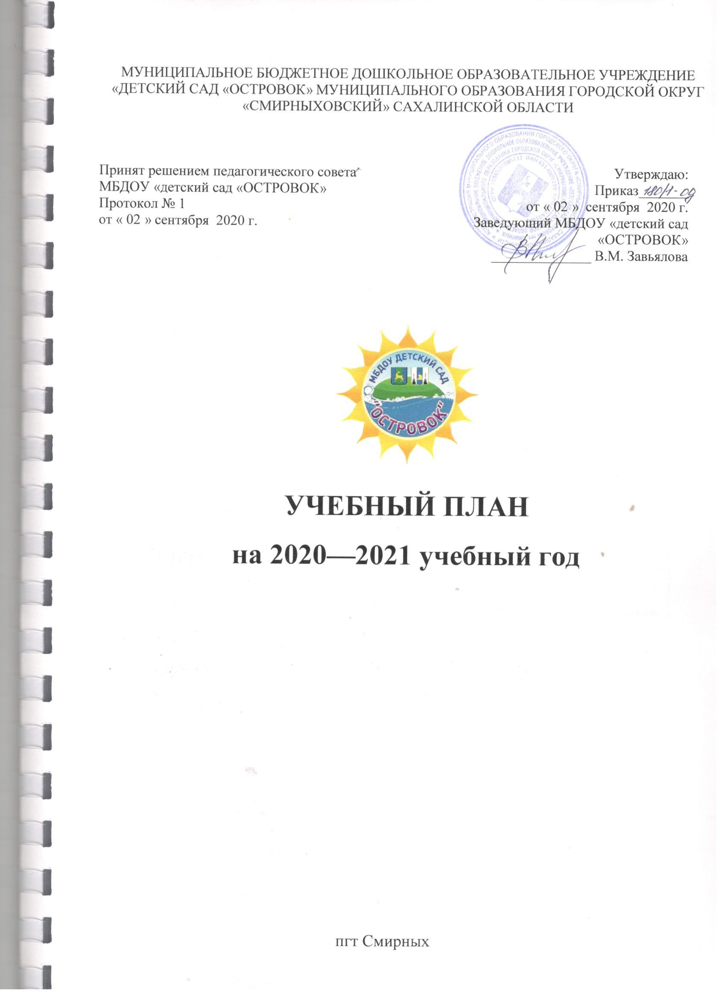 МУНИЦИПАЛЬНОЕ БЮДЖЕТНОЕ ДОШКОЛЬНОЕ ОБРАЗОВАТЕЛЬНОЕ УЧРЕЖДЕНИЕ
«ДЕТСКИЙ САД «ОСТРОВОК» МУНИЦИПАЛЬНОГО ОБРАЗОВАНИЯ ГОРОДСКОЙ ОКРУГ
«СМИРНЫХОВСКИЙ» САХАЛИНСКОЙ ОБЛАСТИ
Принят решением педагогического совета
МБДОУ «детский сад «ОСТРОВОК»
Протокол № 1
от « 02 » сентября 2020 г.
Утверждаю:
Приказ 180/1-од
от « 02 » сентября 2020 г.
Заведующий МБДОУ «детский сад
«ОСТРОВОК»
В.М. Завьялова
МБДОУ ДЕТСКИЙ САД
"ОСТРОВОК"
УЧЕБНЫЙ ПЛАН
на 2020—2021 учебный год
пгт Смирных